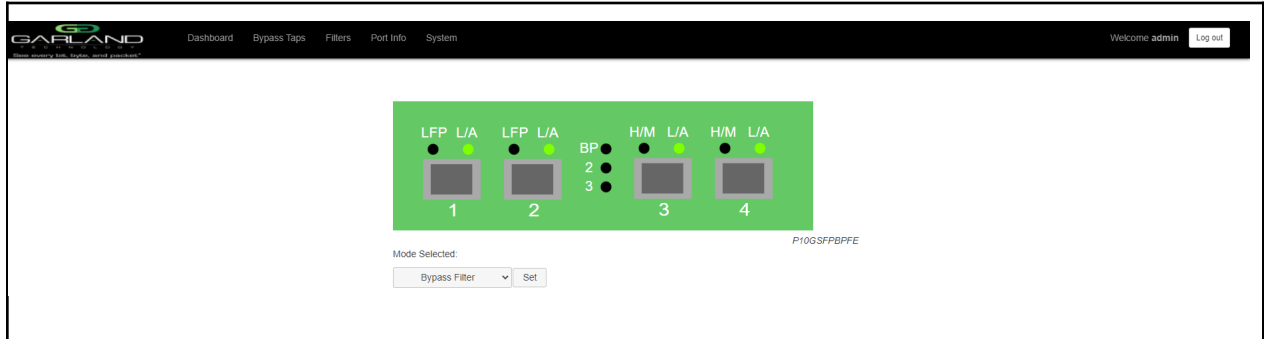 GARLAND
TECHNOLOGY
See every bit, byte, and packet®
Dashboard Bypass Taps Filters Port Info System
Welcome admin Log out
LFP L/A LFP L/A H/M L/A H/M L/A
BP
2
3
1 2 3 4
P10GSFPBPFE
Mode Selected:
Bypass Filter Set